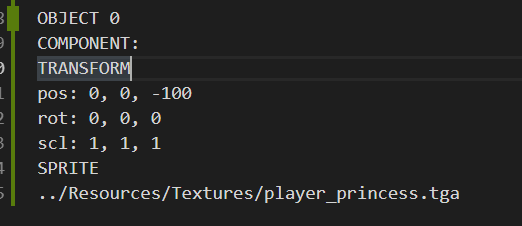 OBJECT 0
COMPONENT:
TRANSFORM
pos: 0, 0, -100
rot: 0, 0, 0
scl: 1, 1, 1
SPRITE
../Resources/Textures/player_princess.tga